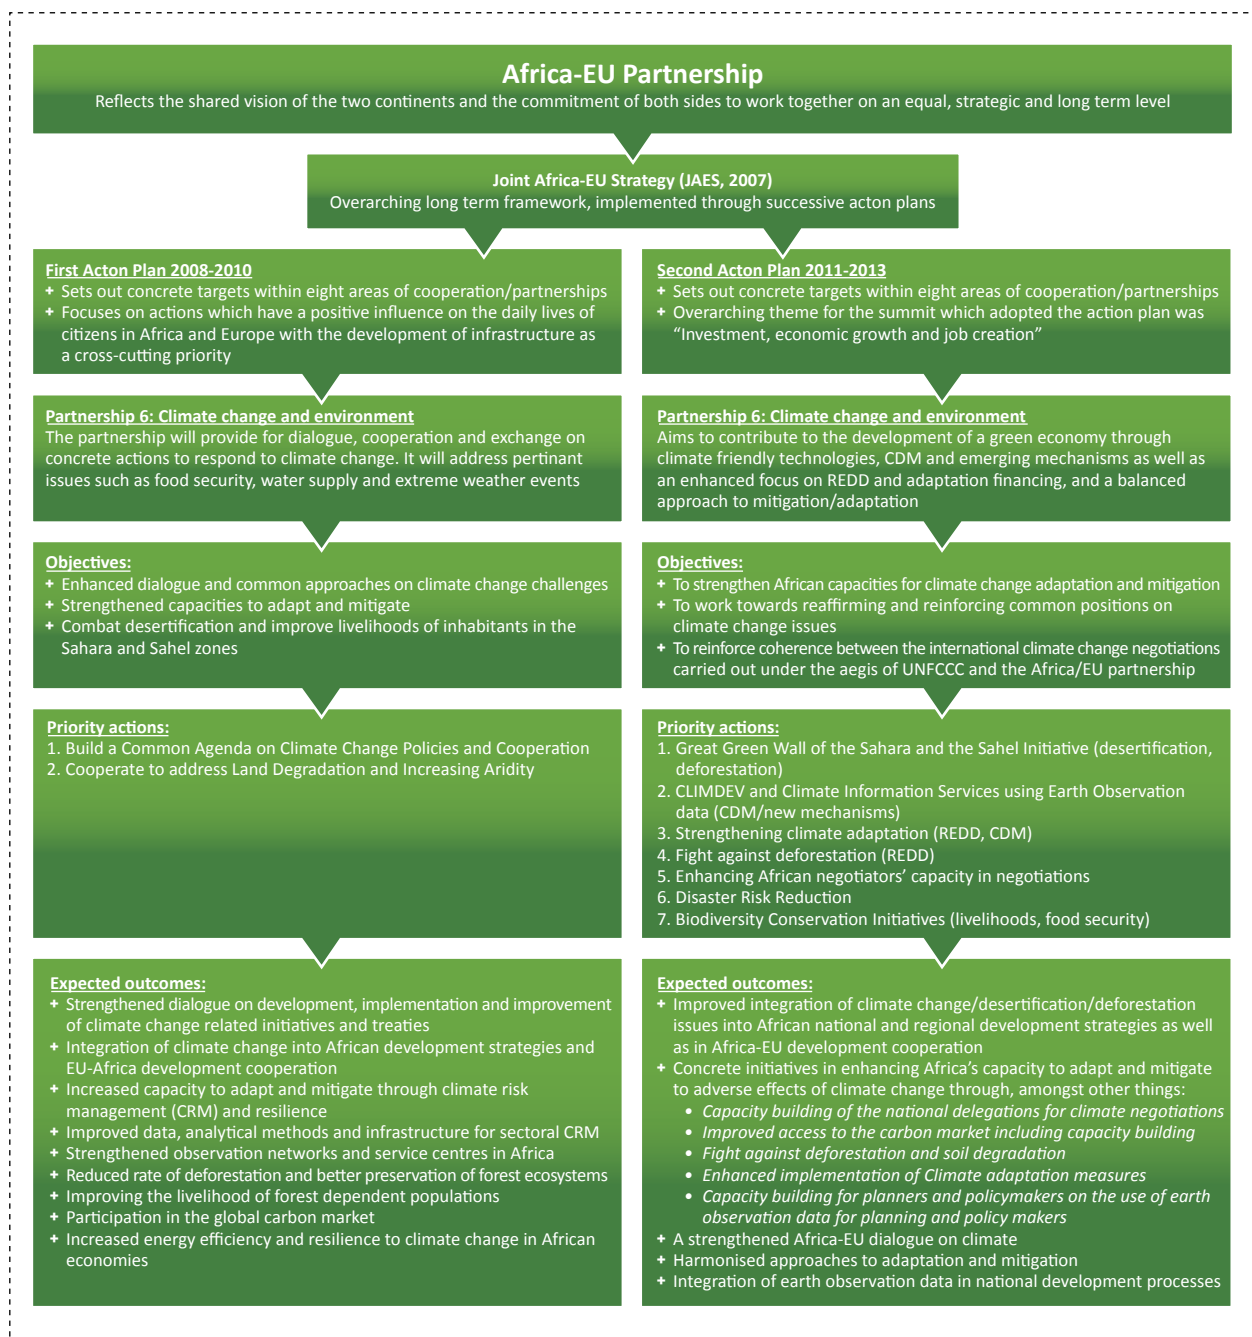 Africa-EU Partnership
Reflects the shared vision of the two continents and the commitment of both sides to work together on an equal, strategic and long term level
Joint Africa-EU Strategy (JAES, 2007)
Overarching long term framework, implemented through successive acton plans
First Acton Plan 2008-2010
+ Sets out concrete targets within eight areas of cooperation/partnerships
+ Focuses on actions which have a positive influence on the daily lives of
citizens in Africa and Europe with the development of infrastructure as
a cross-cutting priority
Partnership 6: Climate change and environment
The partnership will provide for dialogue, cooperation and exchange on
concrete actions to respond to climate change. It will address pertinant
issues such as food security, water supply and extreme weather events
Objectives:
+ Enhanced dialogue and common approaches on climate change challenges
+ Strengthened capacities to adapt and mitigate
+ Combat desertification and improve livelihoods of inhabitants in the
Sahara and Sahel zones
Priority actions:
1. Build a Common Agenda on Climate Change Policies and Cooperation
2. Cooperate to address Land Degradation and Increasing Aridity
Expected outcomes:
+ Strengthened dialogue on development, implementation and improvement
of climate change related initiatives and treaties
+ Integration of climate change into African development strategies and
EU-Africa development cooperation
+ Increased capacity to adapt and mitigate through climate risk
management (CRM) and resilience
+ Improved data, analytical methods and infrastructure for sectoral CRM
+ Strengthened observation networks and service centres in Africa
+ Reduced rate of deforestation and better preservation of forest ecosystems
+ Improving the livelihood of forest dependent populations
+ Participation in the global carbon market
+ Increased energy efficiency and resilience to climate change in African
economies
Second Acton Plan 2011-2013
+ Sets out concrete targets within eight areas of cooperation/partnerships
+ Overarching theme for the summit which adopted the action plan was
“Investment, economic growth and job creation”
Partnership 6: Climate change and environment
Aims to contribute to the development of a green economy through
climate friendly technologies, CDM and emerging mechanisms as well as
an enhanced focus on REDD and adaptation financing, and a balanced
approach to mitigation/adaptation
Objectives:
+ To strengthen African capacities for climate change adaptation and mitigation
+ To work towards reaffirming and reinforcing common positions on
climate change issues
+ To reinforce coherence between the international climate change negotiations
carried out under the aegis of UNFCCC and the Africa/EU partnership
Priority actions:
1. Great Green Wall of the Sahara and the Sahel Initiative (desertification,
deforestation)
2. CLIMDEV and Climate Information Services using Earth Observation
data (CDM/new mechanisms)
3. Strengthening climate adaptation (REDD, CDM)
4. Fight against deforestation (REDD)
5. Enhancing African negotiators’ capacity in negotiations
6. Disaster Risk Reduction
7. Biodiversity Conservation Initiatives (livelihoods, food security)
Expected outcomes:
+ Improved integration of climate change/desertification/deforestation
issues into African national and regional development strategies as well
as in Africa-EU development cooperation
+ Concrete initiatives in enhancing Africa’s capacity to adapt and mitigate
to adverse effects of climate change through, amongst other things:
• Capacity building of the national delegations for climate negotiations
• Improved access to the carbon market including capacity building
• Fight against deforestation and soil degradation
• Enhanced implementation of Climate adaptation measures
• Capacity building for planners and policymakers on the use of earth
observation data for planning and policy makers
+ A strengthened Africa-EU dialogue on climate
+ Harmonised approaches to adaptation and mitigation
+ Integration of earth observation data in national development processes